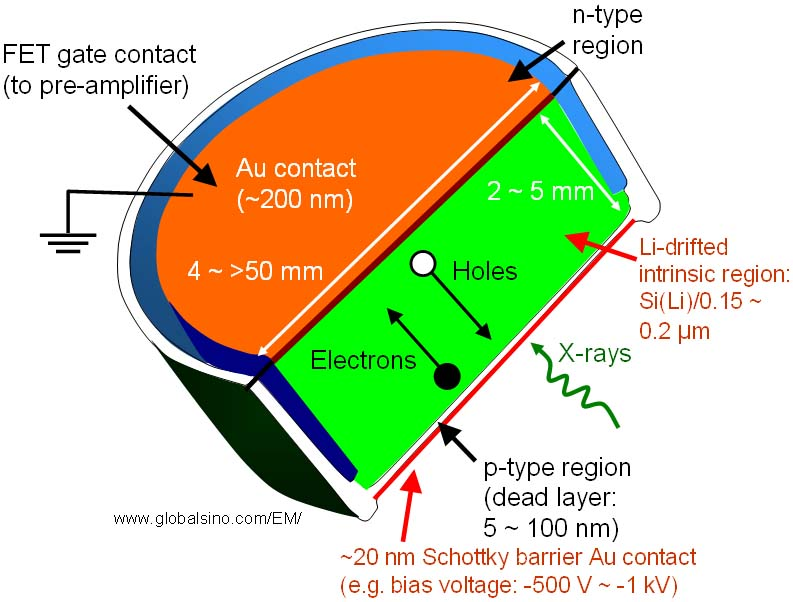 n-type
region
FET gate contact
(to pre-amplifier)
Au contact
(~200 nm)
2 ~ 5 mm
4 ~ >50 mm
Holes
Li-drifted
intrinsic region:
Si(Li)/0.15 ~
0.2 µm
Electrons
X-rays
p-type region
(dead layer:
5 ~ 100 nm)
www.globalsino.com/EM/
~20 nm Schottky barrier Au contact
(e.g. bias voltage: -500 V ~ -1 kV)